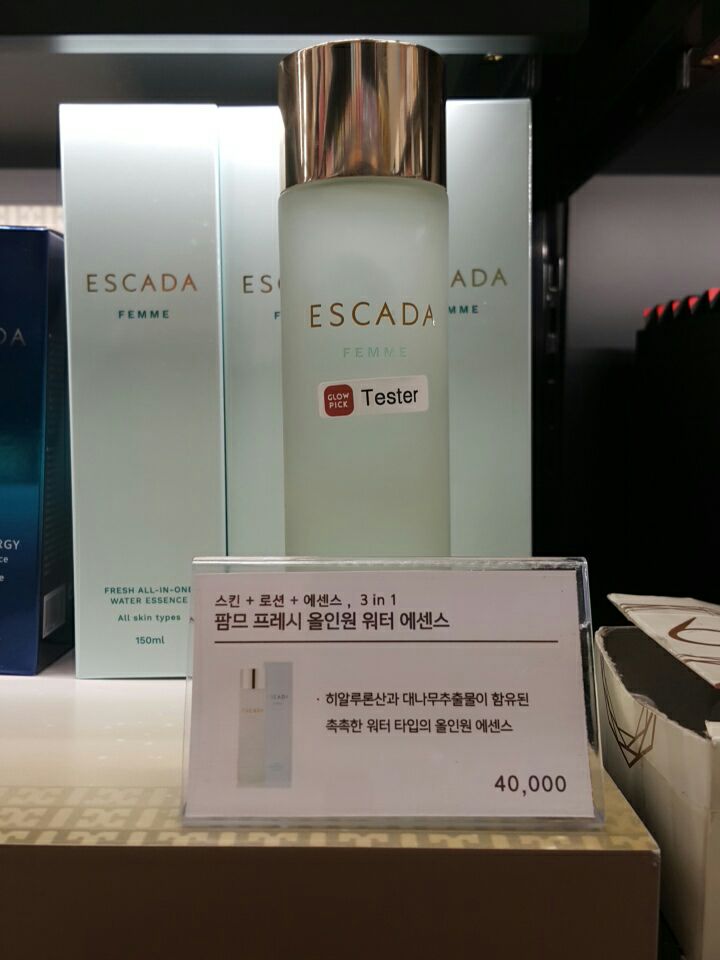 ESCADA
FEMME
FRESH ALL-IN-ONE
WATER ESSENCE
All skin types
150ml
ESCADA
FEMME
GLOW
PICK
Tester
스킨 + 로션 + 에센스 , 3 in 1
팜므 프레시 올인원 워터 에센스
· 히알루론산과 대나무추출물이 함유된
촉촉한 워터 타입의 올인원 에센스
40,000